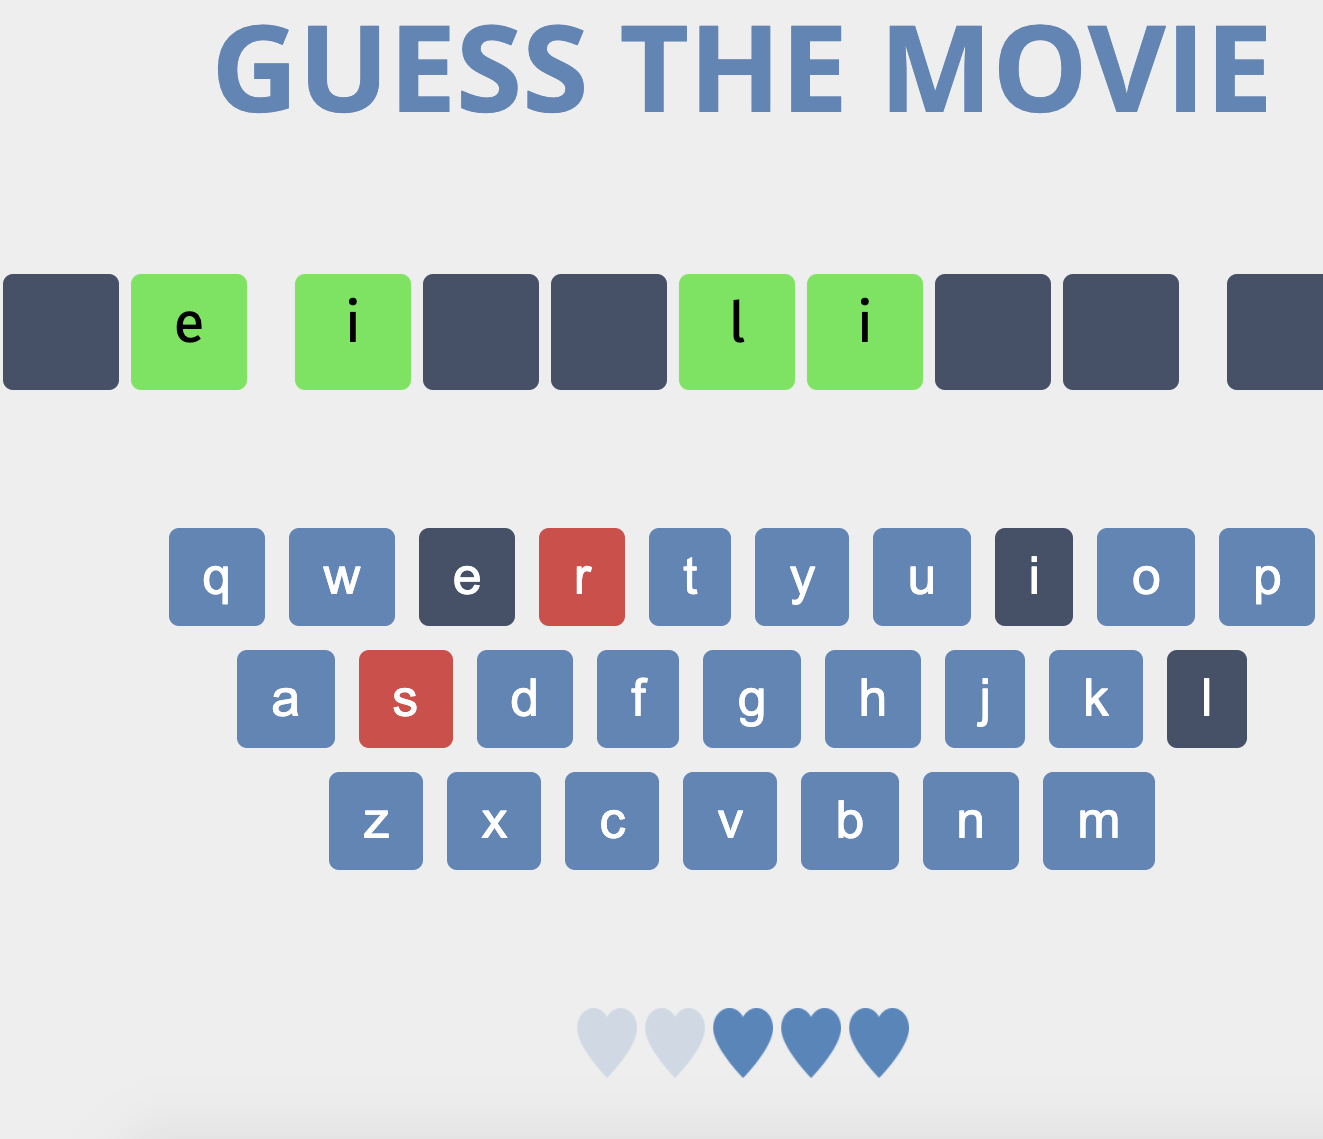 GUESS THE MOVIE
e i l i
q w e r t y u i o p
a s d f g h j k l
z x c v b n m